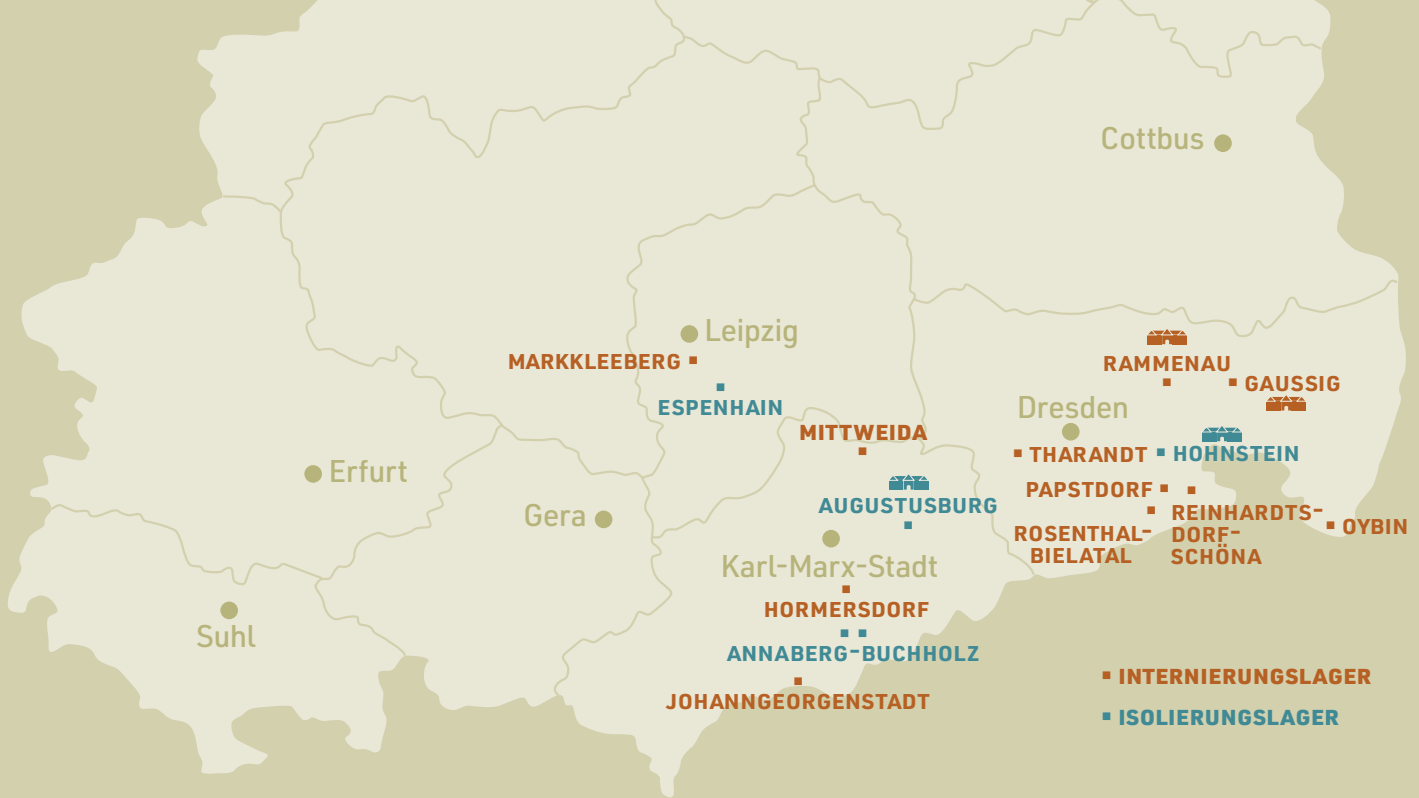 Cottbus
Leipzig
MARKKLEEBERG
ESPENHAIN
RAMMENAU
GAUSSIG
Dresden
MITTWEIDA
THARANDT
HOHNSTEIN
Erfurt
PAPSTDORF
AUGUSTUSBURG
Gera
REINHARDTS-
DORF-
SCHÖNA
OYBIN
ROSENTHAL-
BIELATAL
Karl-Marx-Stadt
HORMERSDORF
Suhl
ANNABERG-BUCHHOLZ
JOHANNGEORGENSTADT
INTERNIERUNGSLAGER
ISOLIERUNGSLAGER